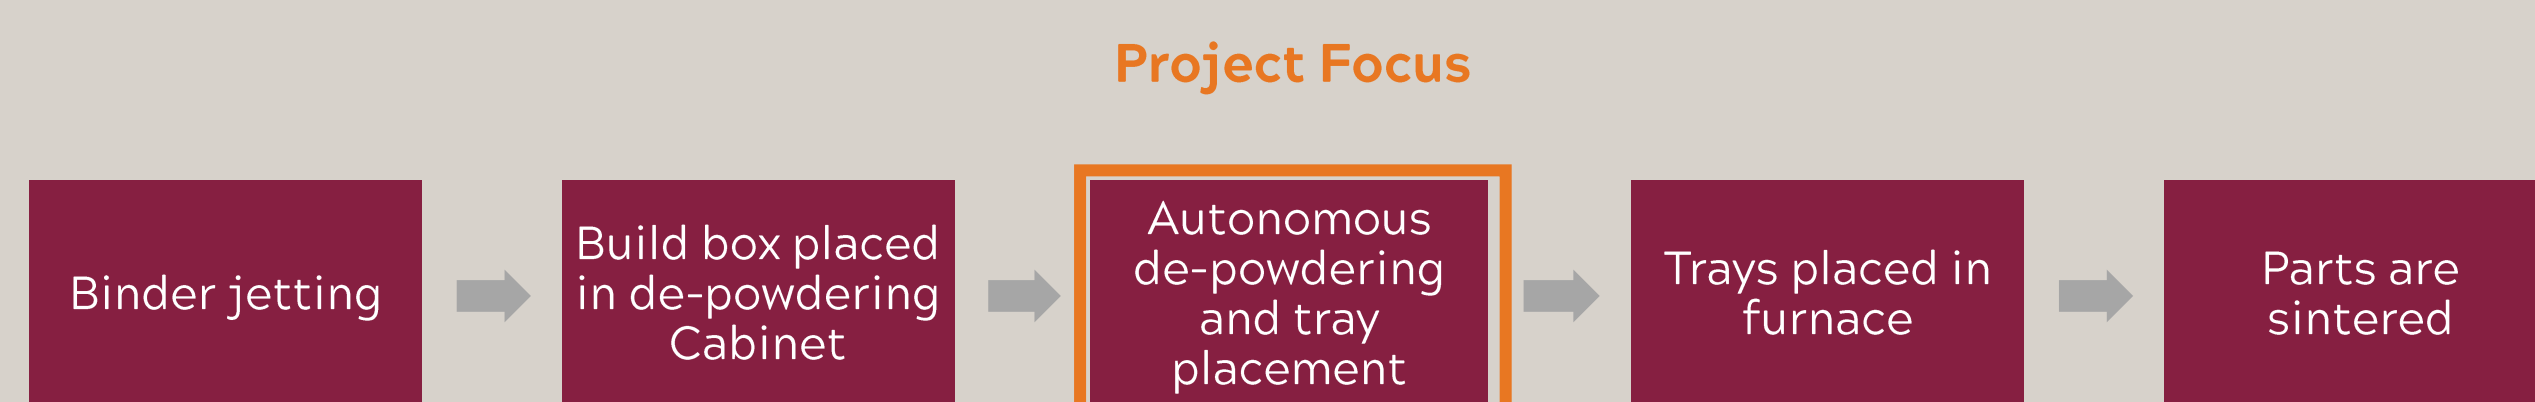 Project Focus
Binder jetting
Build box placed
in de-powdering
Cabinet
Autonomous
de-powdering
and tray
placement
Trays placed in
furnace
Parts are
sintered